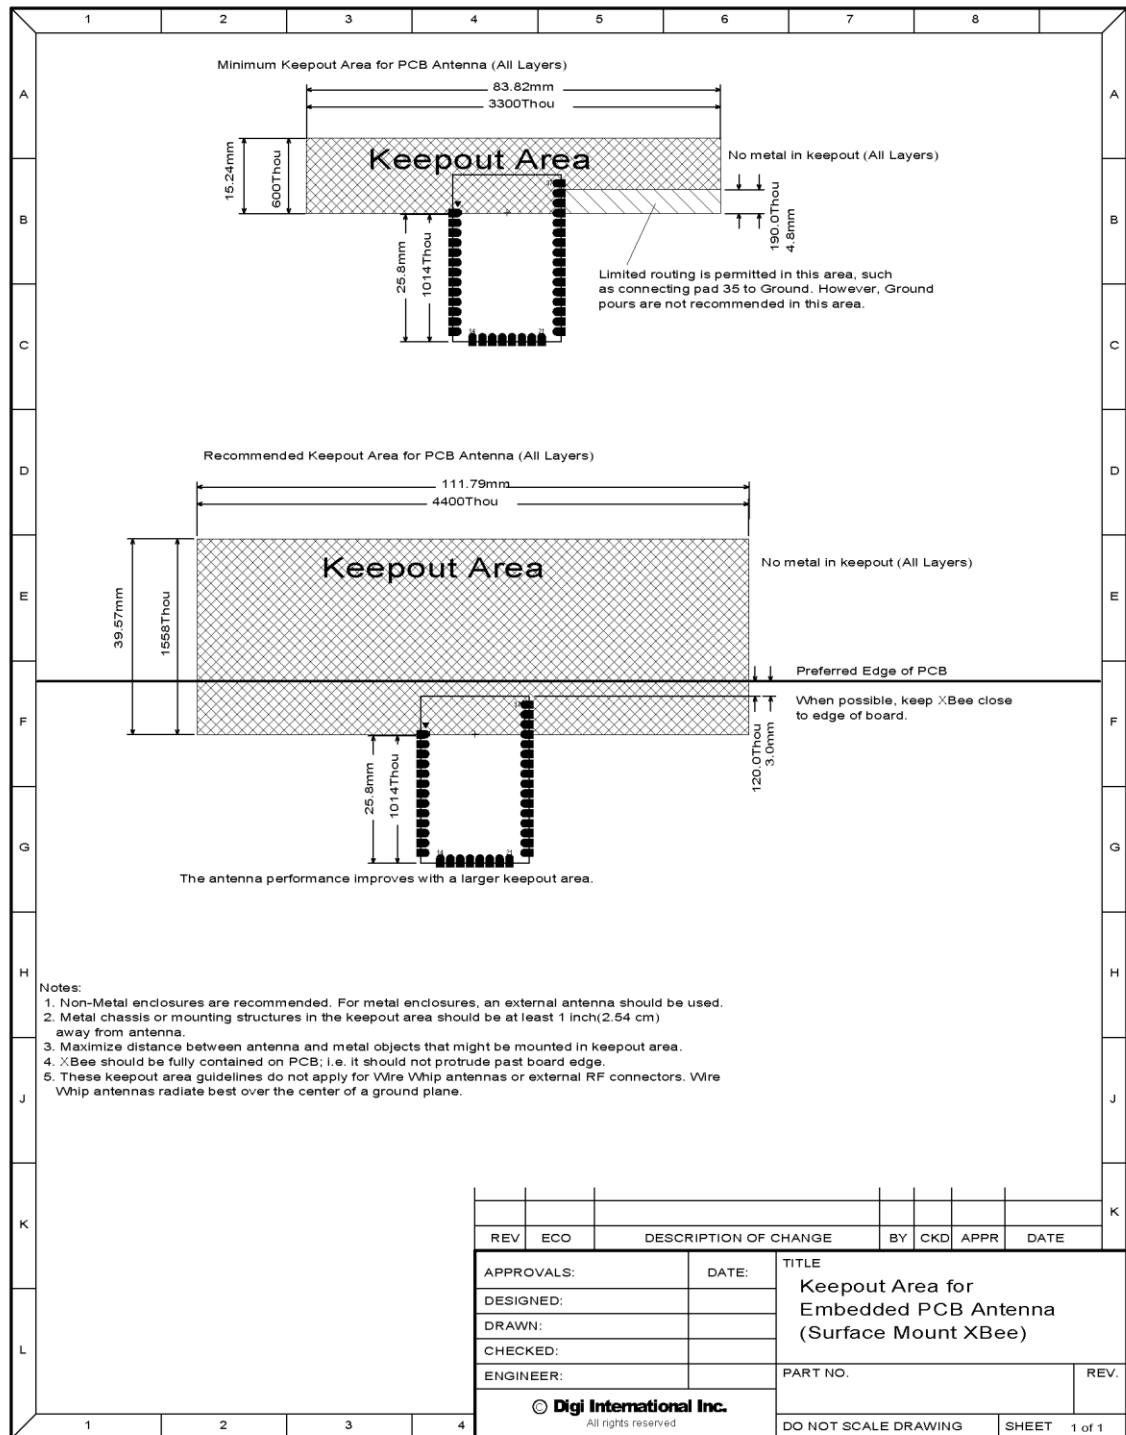 1 2 3 4 5 6 7 8
A A
Minimum Keepout Area for PCB Antenna (All Layers)
83.82mm
3300Thou
Keepout Area
No metal in keepout (All Layers)
15.24mm
600Thou
B B
190.0Thou
4.8mm
25.8mm
1014Thou
Limited routing is permitted in this area, such
as connecting pad 35 to Ground. However, Ground
pours are not recommended in this area.
14 21
C C
D D
Recommended Keepout Area for PCB Antenna (All Layers)
111.79mm
4400Thou
Keepout Area
No metal in keepout (All Layers)
E E
39.57mm
1558Thou
Preferred Edge of PCB
When possible, keep XBee close
to edge of board.
F F
120.0Thou
3.0mm
25.8mm
1014Thou
14 21
G G
The antenna performance improves with a larger keepout area.
H H
Notes:
1. Non-Metal enclosures are recommended. For metal enclosures, an external antenna should be used.
2. Metal chassis or mounting structures in the keepout area should be at least 1 inch(2.54 cm)
away from antenna.
3. Maximize distance between antenna and metal objects that might be mounted in keepout area.
4. XBee should be fully contained on PCB; i.e. it should not protrude past board edge.
5. These keepout area guidelines do not apply for Wire Whip antennas or external RF connectors. Wire
Whip antennas radiate best over the center of a ground plane.
J J
K K
REV ECO DESCRIPTION OF CHANGE BY CKD APPR DATE
APPROVALS: DATE:
TITLE
Keepout Area for
Embedded PCB Antenna
(Surface Mount XBee)
DESIGNED:
DRAWN:
CHECKED:
ENGINEER:
L
PART NO. REV.
© Digi International Inc.
All rights reserved
DO NOT SCALE DRAWING SHEET 1 of 1
1 2 3 4